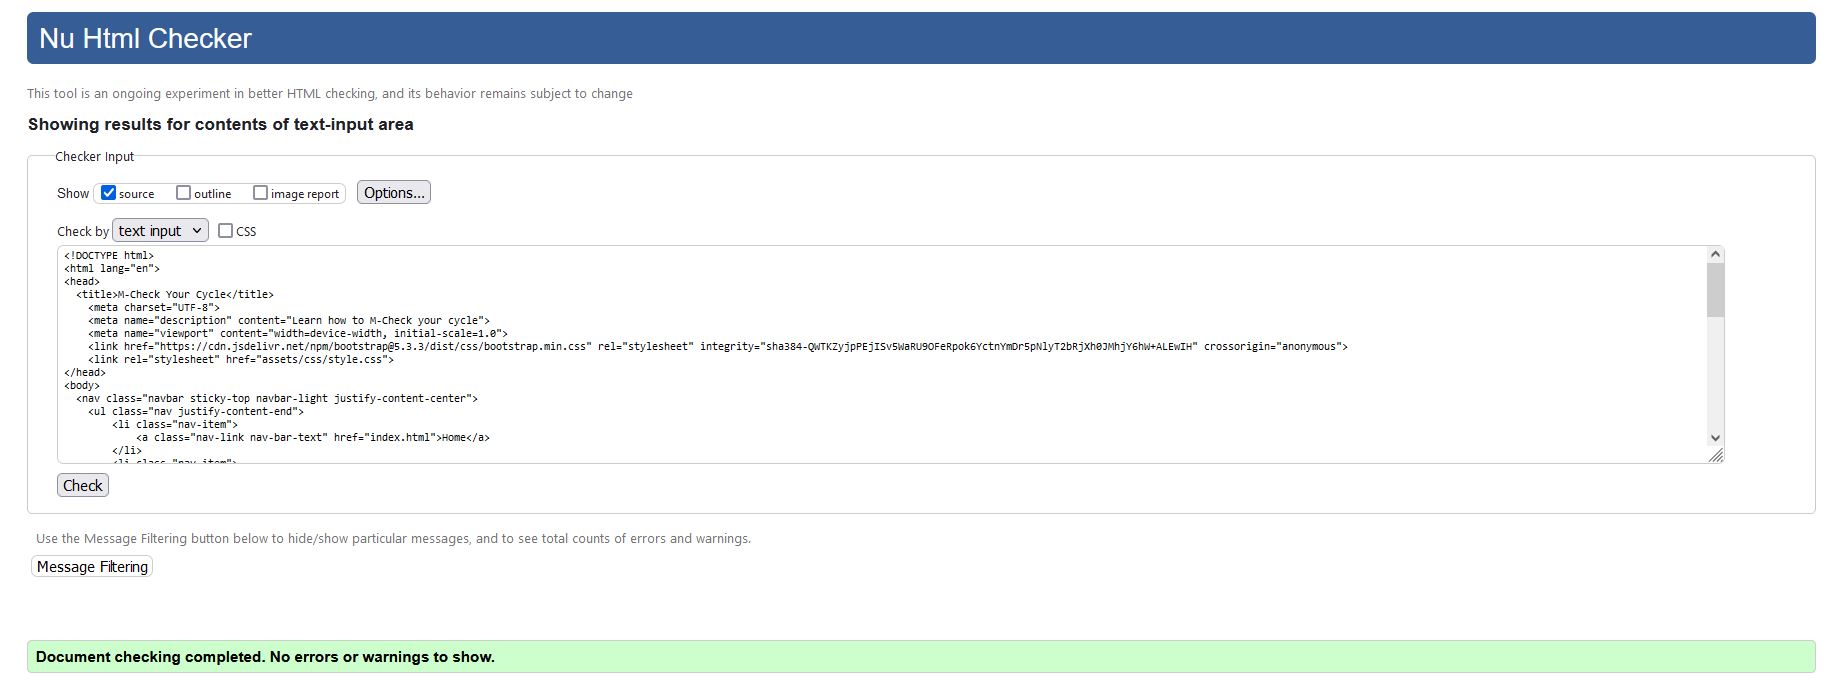 Nu Html Checker
This tool is an ongoing experiment in better HTML checking, and its behavior remains subject to change
Showing results for contents of text-input area
Checker Input
Show source outline image report Options...
Check by text input CSS
<!DOCTYPE html>
<html lang="en">
<head>
<title>M-Check Your Cycle</title>
<meta charset="UTF-8">
<meta name="description" content="Learn how to M-Check your cycle">
<meta name="viewport" content="width=device-width, initial-scale=1.0">
<link href="https://cdn.jsdelivr.net/npm/bootstrap@5.3.3/dist/css/bootstrap.min.css" rel="stylesheet" integrity="sha384-QWTKZyjpPEjISv5WaRU9OFeRpok6YctnYmDr5pNlyT2bRjXh0JMhjY6hW+ALEwIH" crossorigin="anonymous">
<link rel="stylesheet" href="assets/css/style.css">
</head>
<body>
<nav class="navbar sticky-top navbar-light justify-content-center">
<ul class="nav justify-content-end">
<li class="nav-item">
<a class="nav-link nav-bar-text" href="index.html">Home</a>
</li>
<li class="nav-item">
Check
Use the Message Filtering button below to hide/show particular messages, and to see total counts of errors and warnings.
Message Filtering
Document checking completed. No errors or warnings to show.